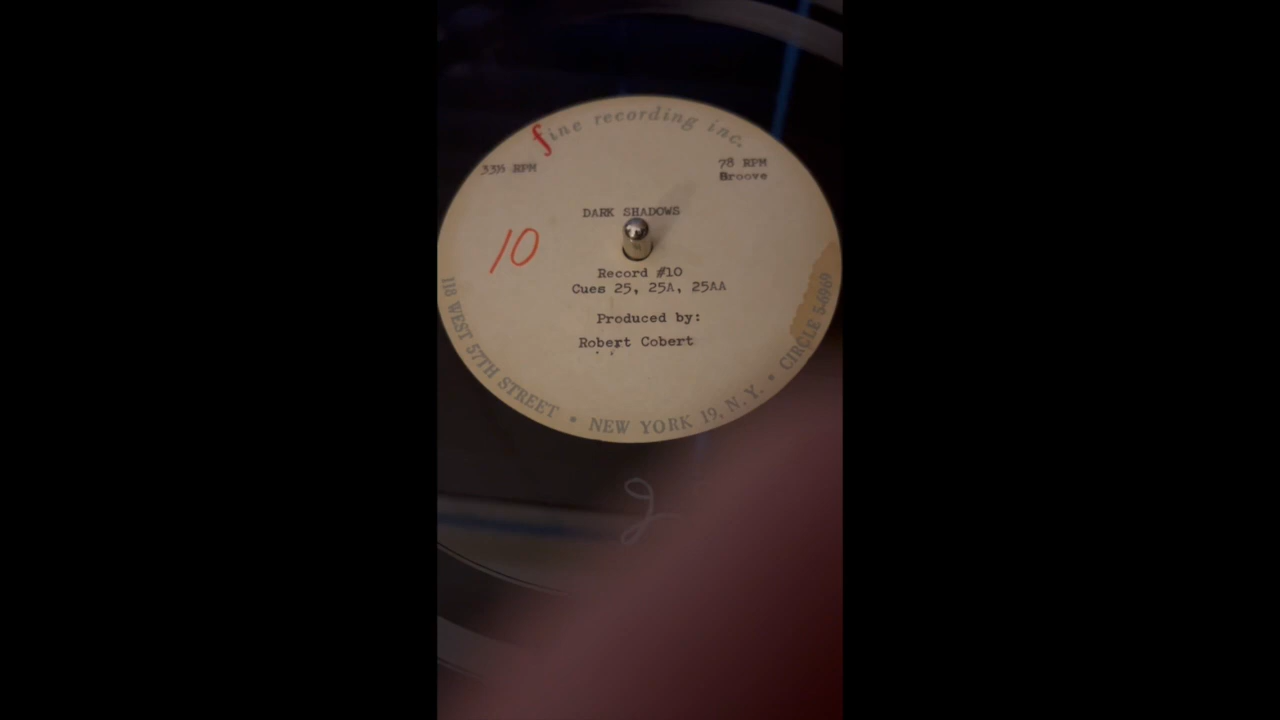 fine recording inc.
33⅓ RPM
78 RPM
Groove
DARK SHADOWS
10
Record #10
Cues 25, 25A, 25AA
Produced by:
Robert Cobert
118 WEST 57TH STREET • NEW YORK 19, N.Y. • CIRCLE 5-6969